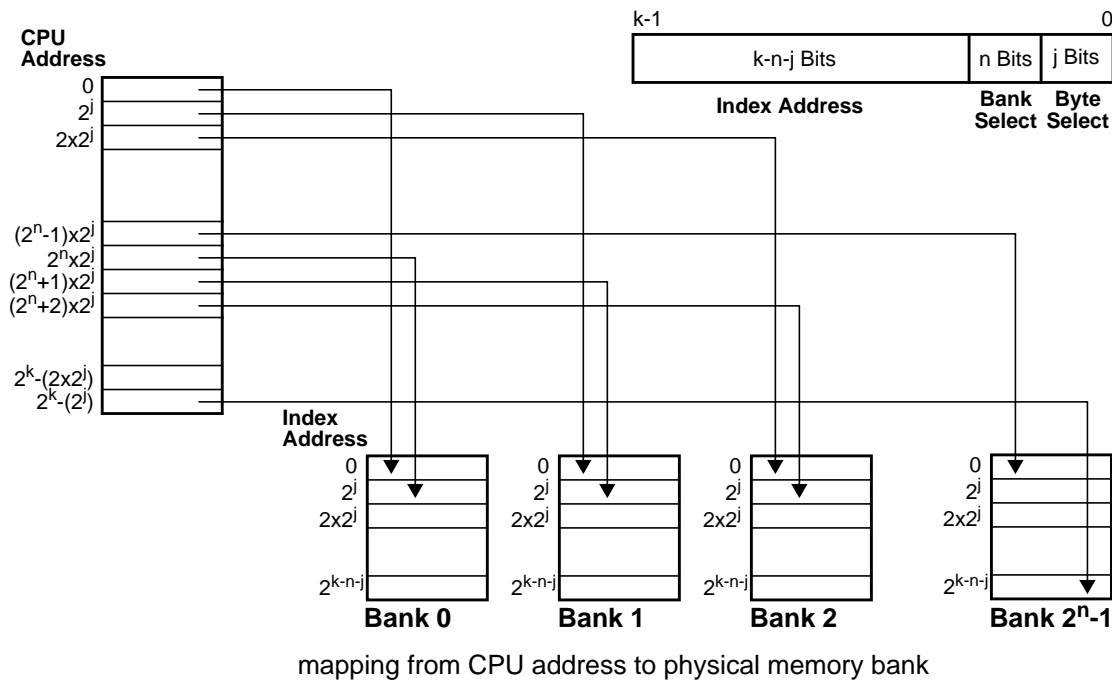 k-1 0
k-n-j Bits n Bits j Bits
Index Address Bank Select Byte Select
CPU
Address
0
2^j
2x2^j
(2^n-1)x2^j
2^nx2^j
(2^n+1)x2^j
(2^n+2)x2^j
2^k-(2x2^j)
2^k-(2^j)
Index
Address
0 0 0 0
2^j 2^j 2^j 2^j
2x2^j 2x2^j 2x2^j 2x2^j
2^k-n-j 2^k-n-j 2^k-n-j 2^k-n-j
Bank 0 Bank 1 Bank 2 Bank 2^n-1
mapping from CPU address to physical memory bank